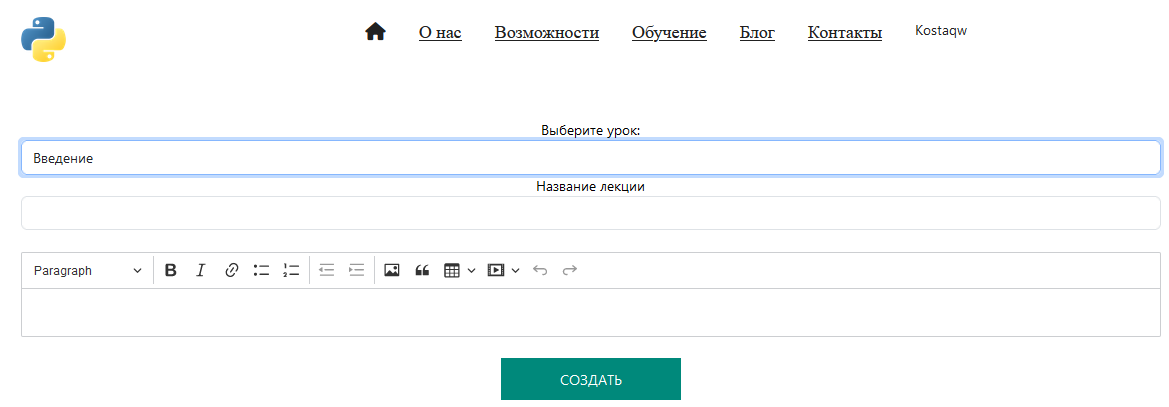 О нас Возможности Обучение Блог Контакты Kostaqw
Выберите урок:
Введение
Название лекции
Paragraph B I
СОЗДАТЬ